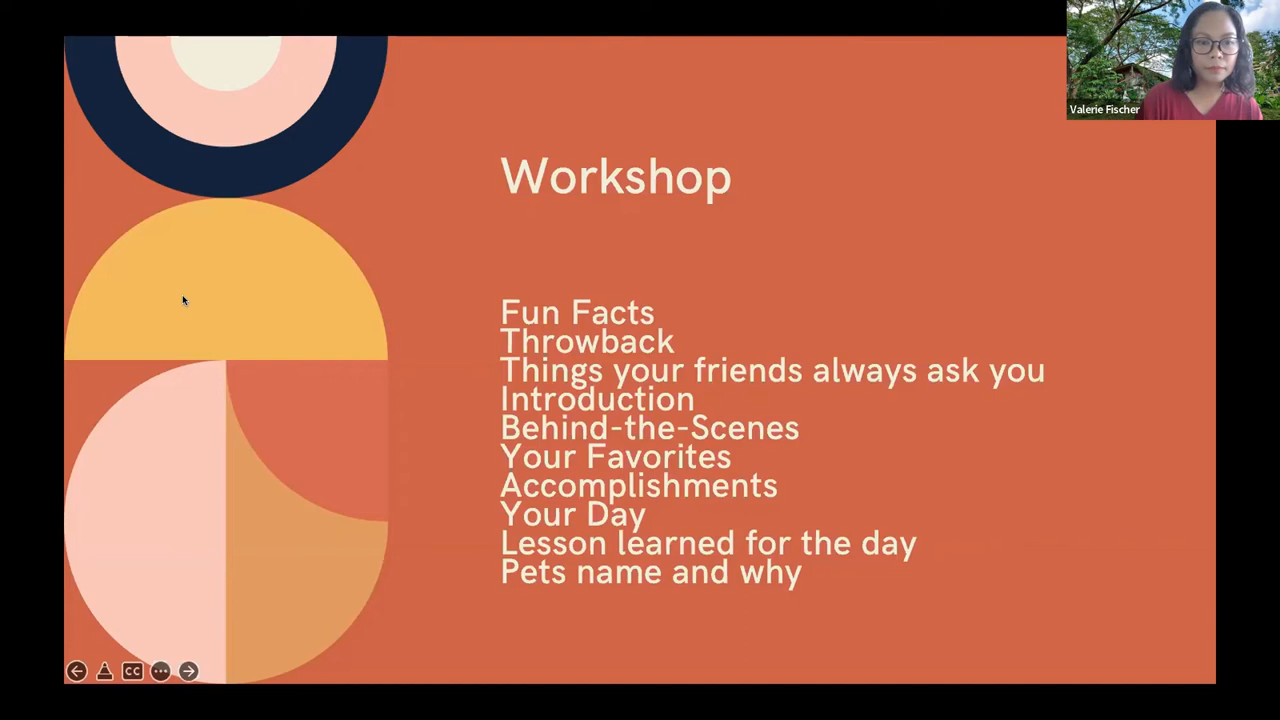 Valerie Fischer
Workshop
Fun Facts
Throwback
Things your friends always ask you
Introduction
Behind-the-Scenes
Your Favorites
Accomplishments
Your Day
Lesson learned for the day
Pets name and why
CC